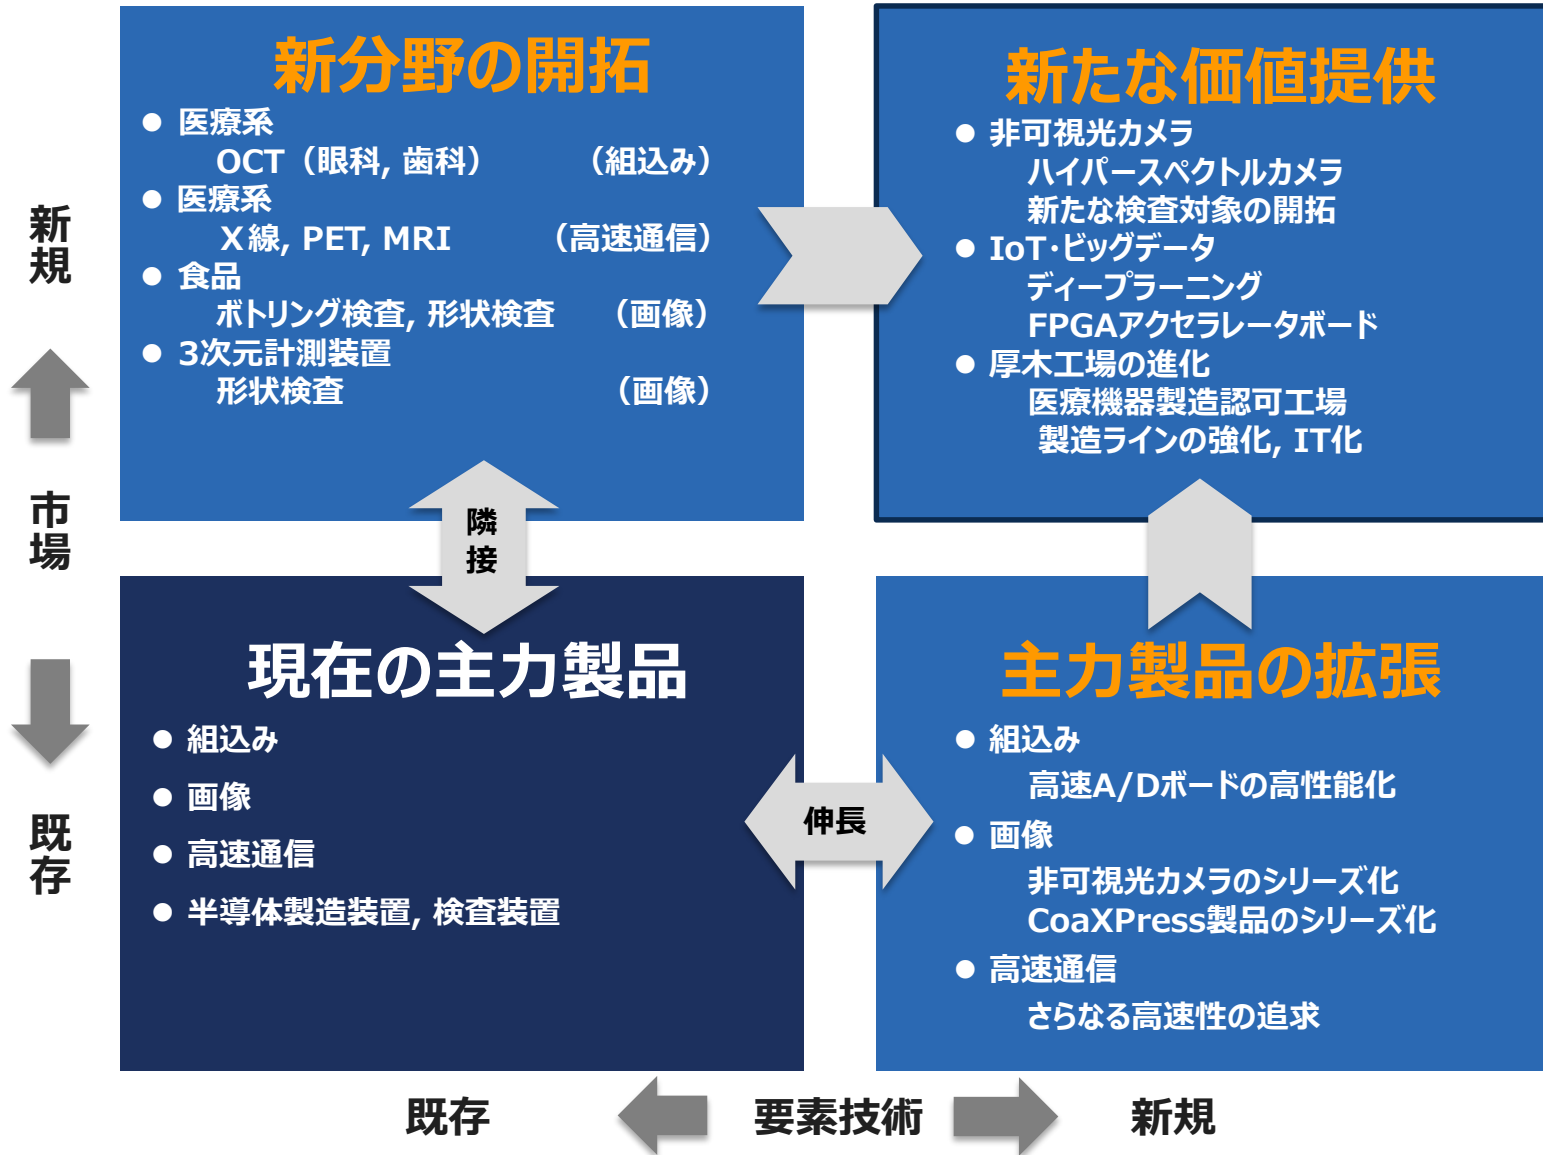 新分野の開拓
● 医療系
OCT（眼科, 歯科）　（組込み）
● 医療系
X線, PET, MRI　（高速通信）
● 食品
ボトリング検査, 形状検査　（画像）
● 3次元計測装置
形状検査　（画像）
新たな価値提供
● 非可視光カメラ
ハイパースペクトルカメラ
新たな検査対象の開拓
● IoT・ビッグデータ
ディープラーニング
FPGAアクセラレータボード
● 厚木工場の進化
医療機器製造認可工場
製造ラインの強化, IT化
新規
市場
既存
隣接
現在の主力製品
● 組込み
● 画像
● 高速通信
● 半導体製造装置, 検査装置
伸長
主力製品の拡張
● 組込み
高速A/Dボードの高性能化
● 画像
非可視光カメラのシリーズ化
CoaXPress製品のシリーズ化
● 高速通信
さらなる高速性の追求
既存　要素技術　新規